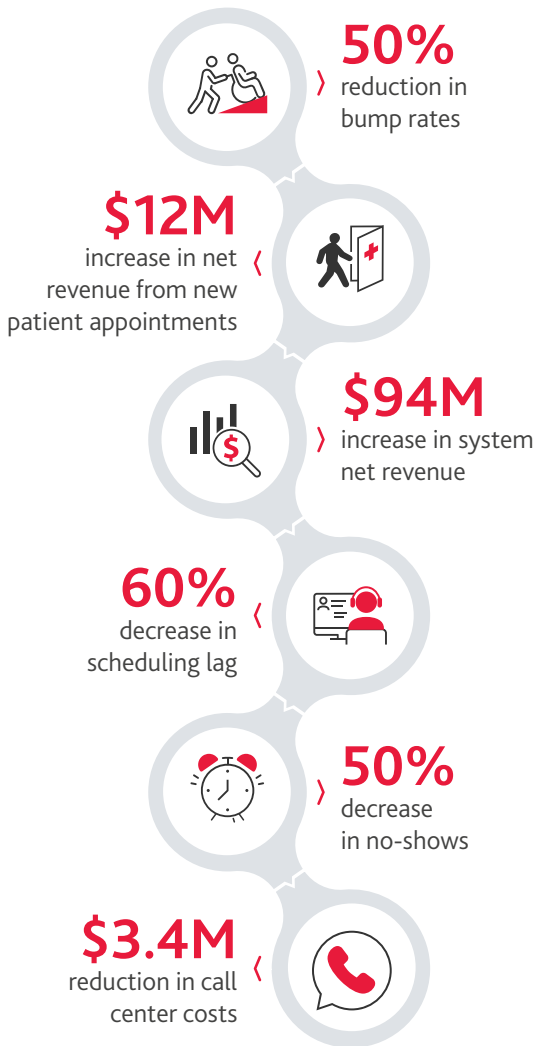 50%
reduction in
bump rates
$12M
increase in net
revenue from new
patient appointments
$94M
increase in system
net revenue
$
60%
decrease in
scheduling lag
50%
decrease
in no-shows
$3.4M
reduction in call
center costs